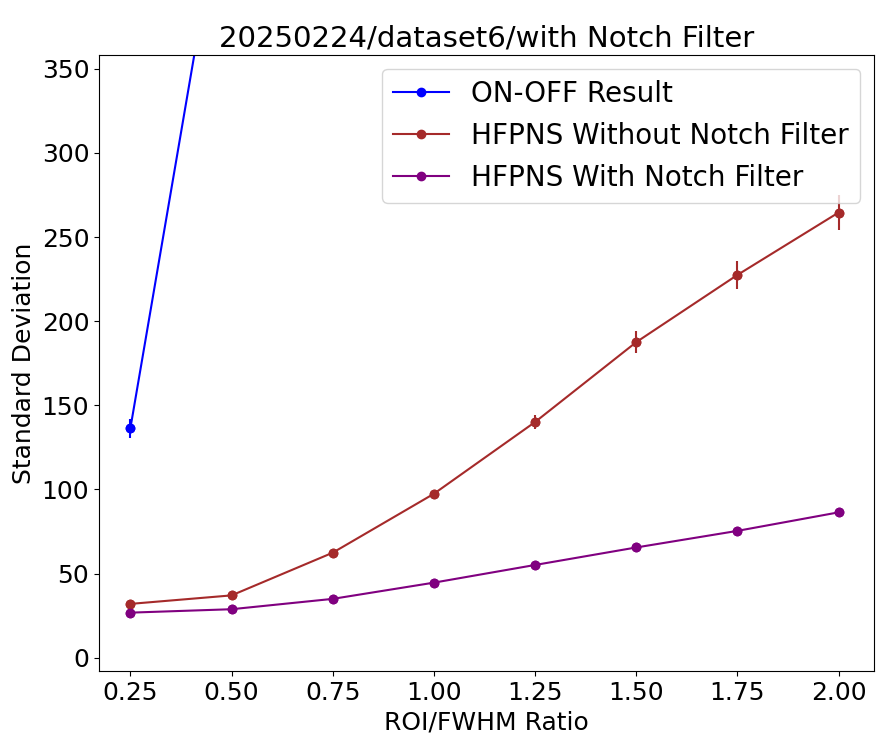 20250224/dataset6/with Notch Filter
ON-OFF Result
HFPNS Without Notch Filter
HFPNS With Notch Filter
Standard Deviation
350
300
250
200
150
100
50
0
0.25 0.50 0.75 1.00 1.25 1.50 1.75 2.00
ROI/FWHM Ratio